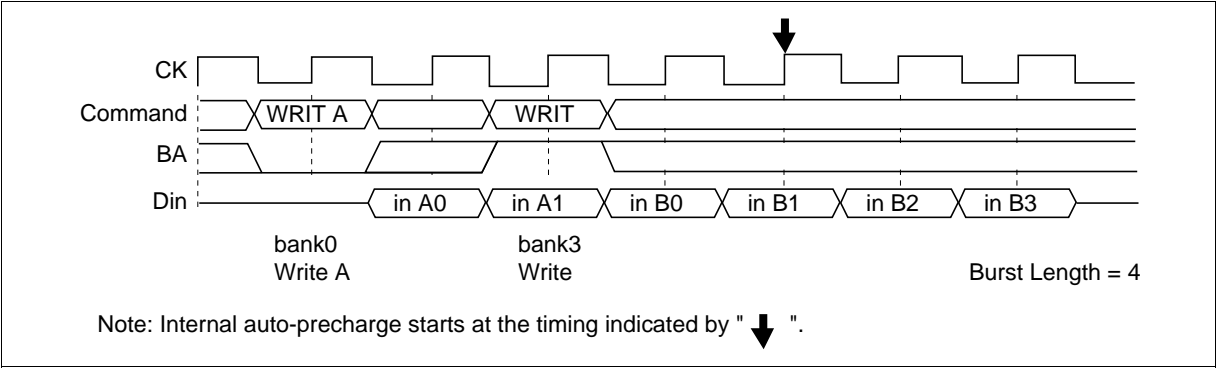 CK
Command WRIT A WRIT
BA
Din in A0 in A1 in B0 in B1 in B2 in B3
bank0 bank3
Write A Write Burst Length = 4
Note: Internal auto-precharge starts at the timing indicated by " ".